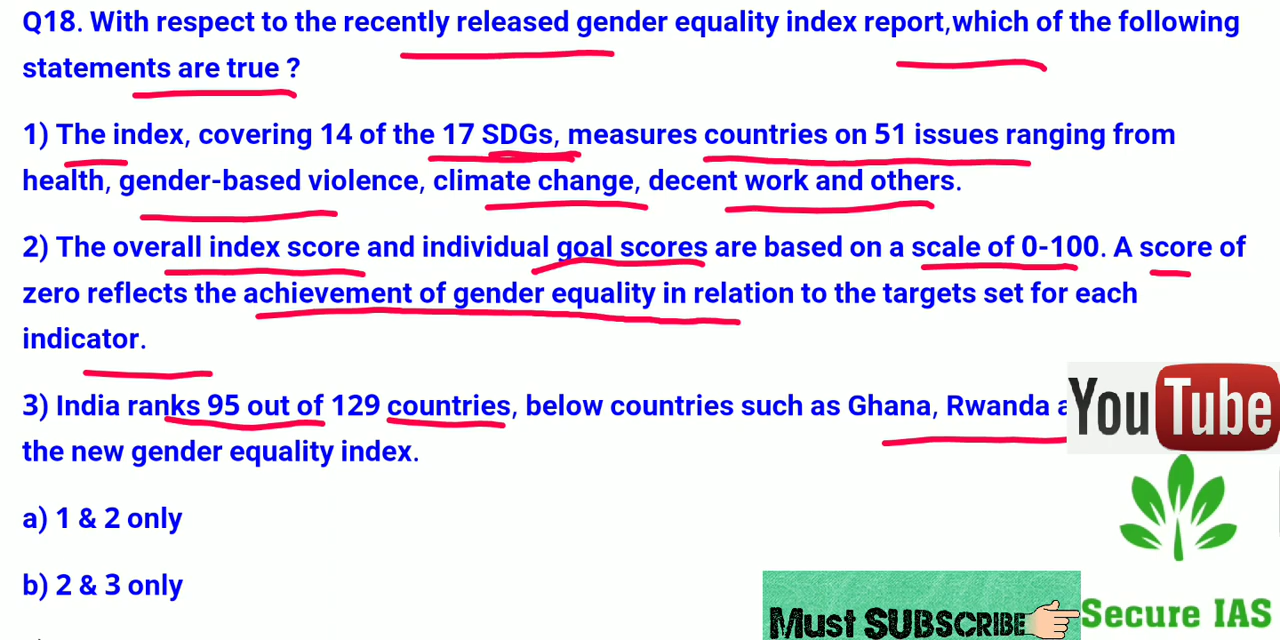 Q18. With respect to the recently released gender equality index report,which of the following
statements are true ?
1) The index, covering 14 of the 17 SDGs, measures countries on 51 issues ranging from
health, gender-based violence, climate change, decent work and others.
2) The overall index score and individual goal scores are based on a scale of 0-100. A score of
zero reflects the achievement of gender equality in relation to the targets set for each
indicator.
3) India ranks 95 out of 129 countries, below countries such as Ghana, Rwanda
the new gender equality index.
a) 1 & 2 only
b) 2 & 3 only
YouTube
Must SUBSCRIBE
Secure IAS